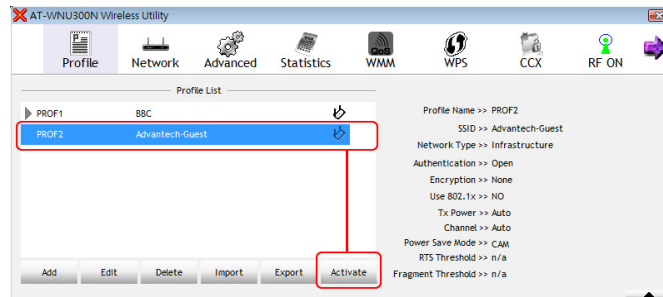 AT-WNU300N Wireless Utility
Profile Network Advanced Statistics WMM WPS CCX RF ON
QoS
Profile List
PROF1 BBC
PROF2 Advantech-Guest
Add Edit Delete Import Export Activate
Profile Name >> PROF2
SSID >> Advantech-Guest
Network Type >> Infrastructure
Authentication >> Open
Encryption >> None
Use 802.1x >> NO
Tx Power >> Auto
Channel >> Auto
Power Save Mode >> CAM
RTS Threshold >> n/a
Fragment Threshold >> n/a